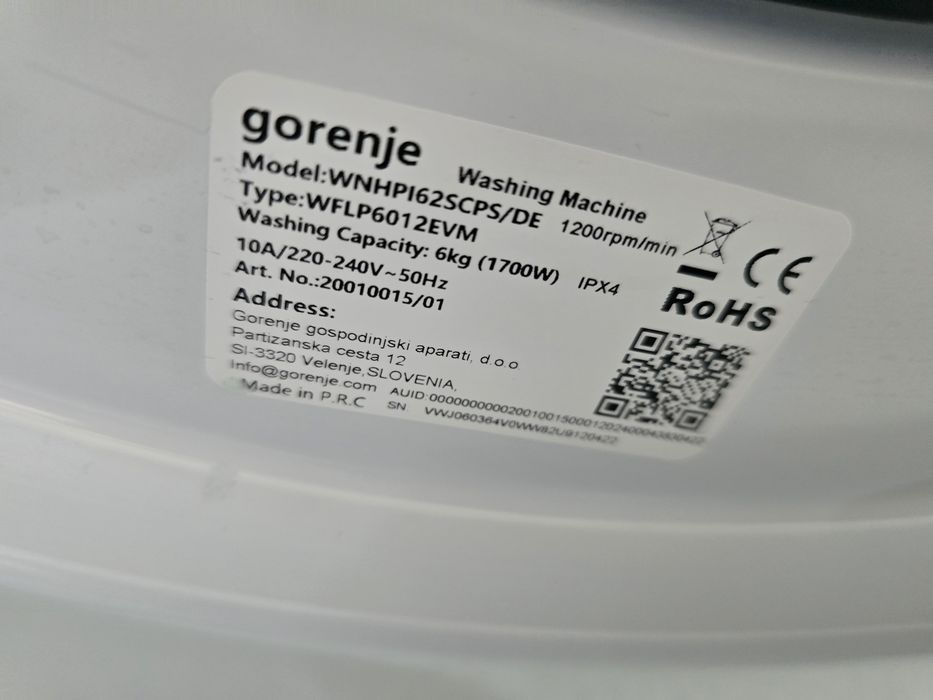 gorenje Washing Machine
Model:WNHPI62SCPS/DE 1200rpm/min
Type:WFLP6012EVM
Washing Capacity: 6kg (1700W) IPX4
10A/220-240V~50Hz
Art. No.:20010015/01
Address:
Gorenje gospodinjski aparati, d.o.o
Partizanska cesta 12
SI-3320 Velenje,SLOVENIA,
Info@gorenje.com
Made in P.R.C
AUID:
SN
CE
RoHS